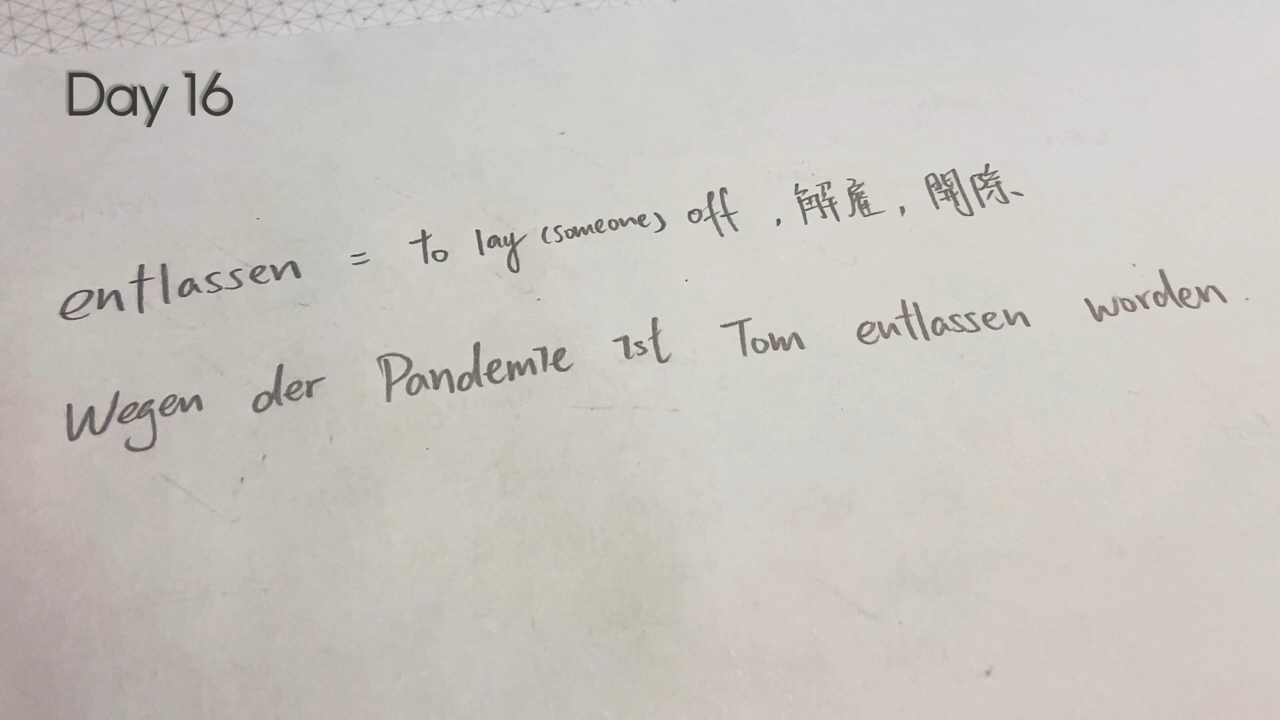 Day 16
entlassen = to lay (someone) off , 解雇, 開除、
Wegen der Pandemie ist Tom entlassen worden.